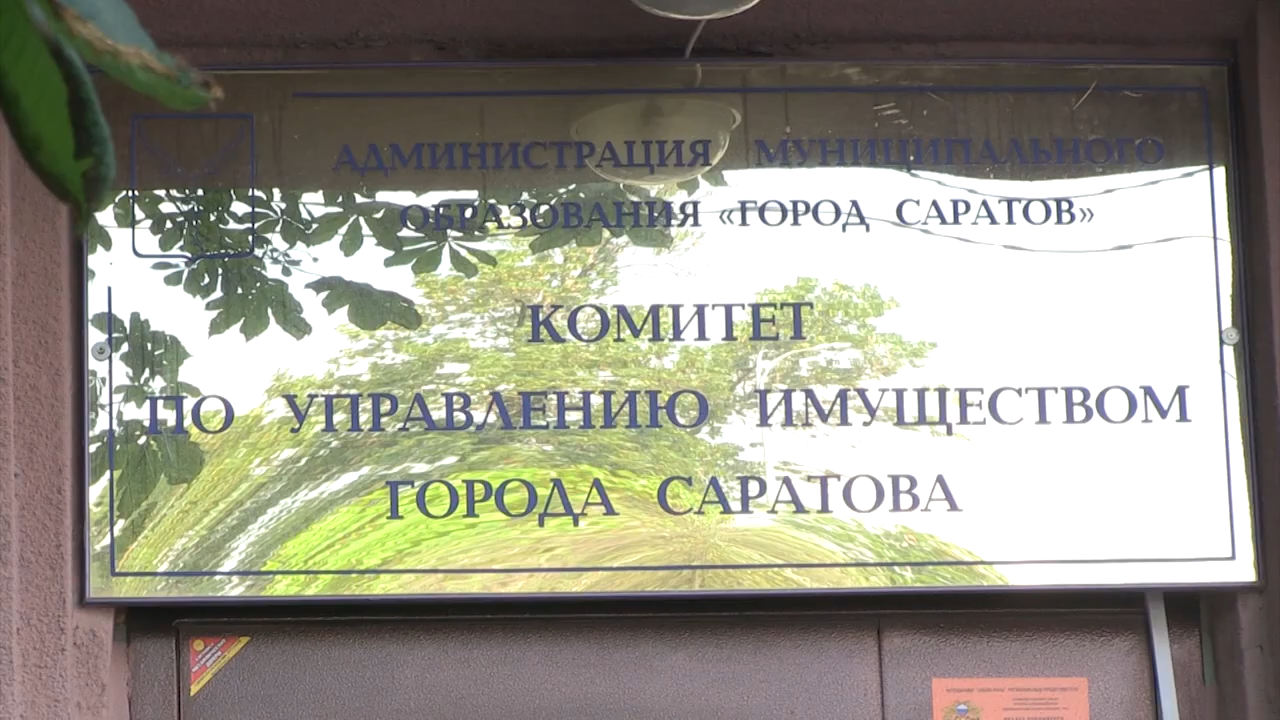 АДМИНИСТРАЦИЯ МУНИЦИПАЛЬНОГО
ОБРАЗОВАНИЯ «ГОРОД САРАТОВ»
КОМИТЕТ
ПО УПРАВЛЕНИЮ ИМУЩЕСТВОМ
ГОРОДА САРАТОВА